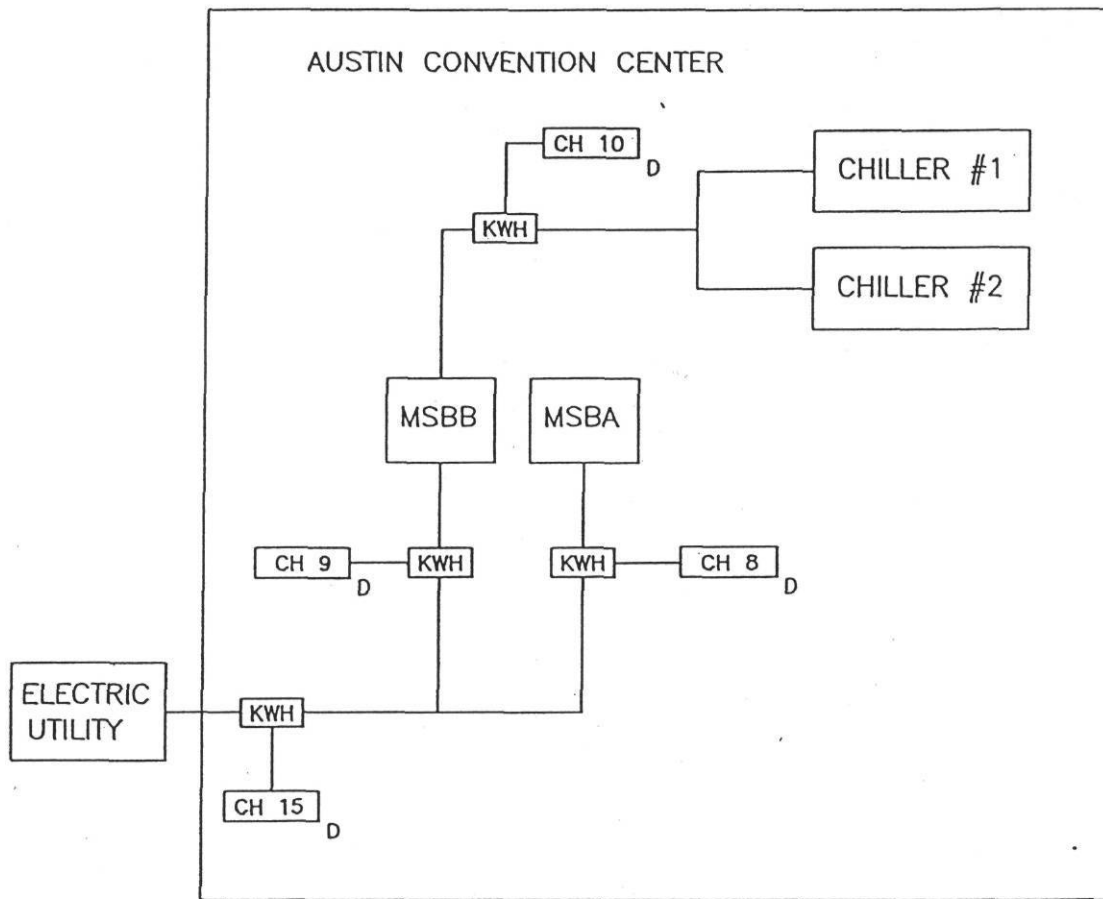 AUSTIN CONVENTION CENTER
CH 10
D
CHILLER #1
KWH
CHILLER #2
MSBB
MSBA
CH 9
D
KWH
KWH
CH 8
D
ELECTRIC
UTILITY
KWH
CH 15
D